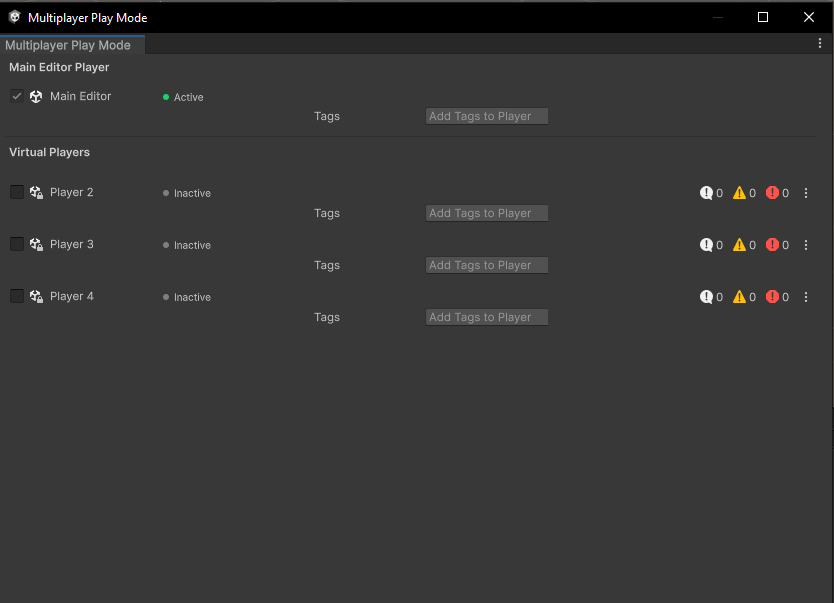 Multiplayer Play Mode
Multiplayer Play Mode
Main Editor Player
Main Editor Active
Tags Add Tags to Player
Virtual Players
Player 2 Inactive 0 0 0
Tags Add Tags to Player
Player 3 Inactive 0 0 0
Tags Add Tags to Player
Player 4 Inactive 0 0 0
Tags Add Tags to Player